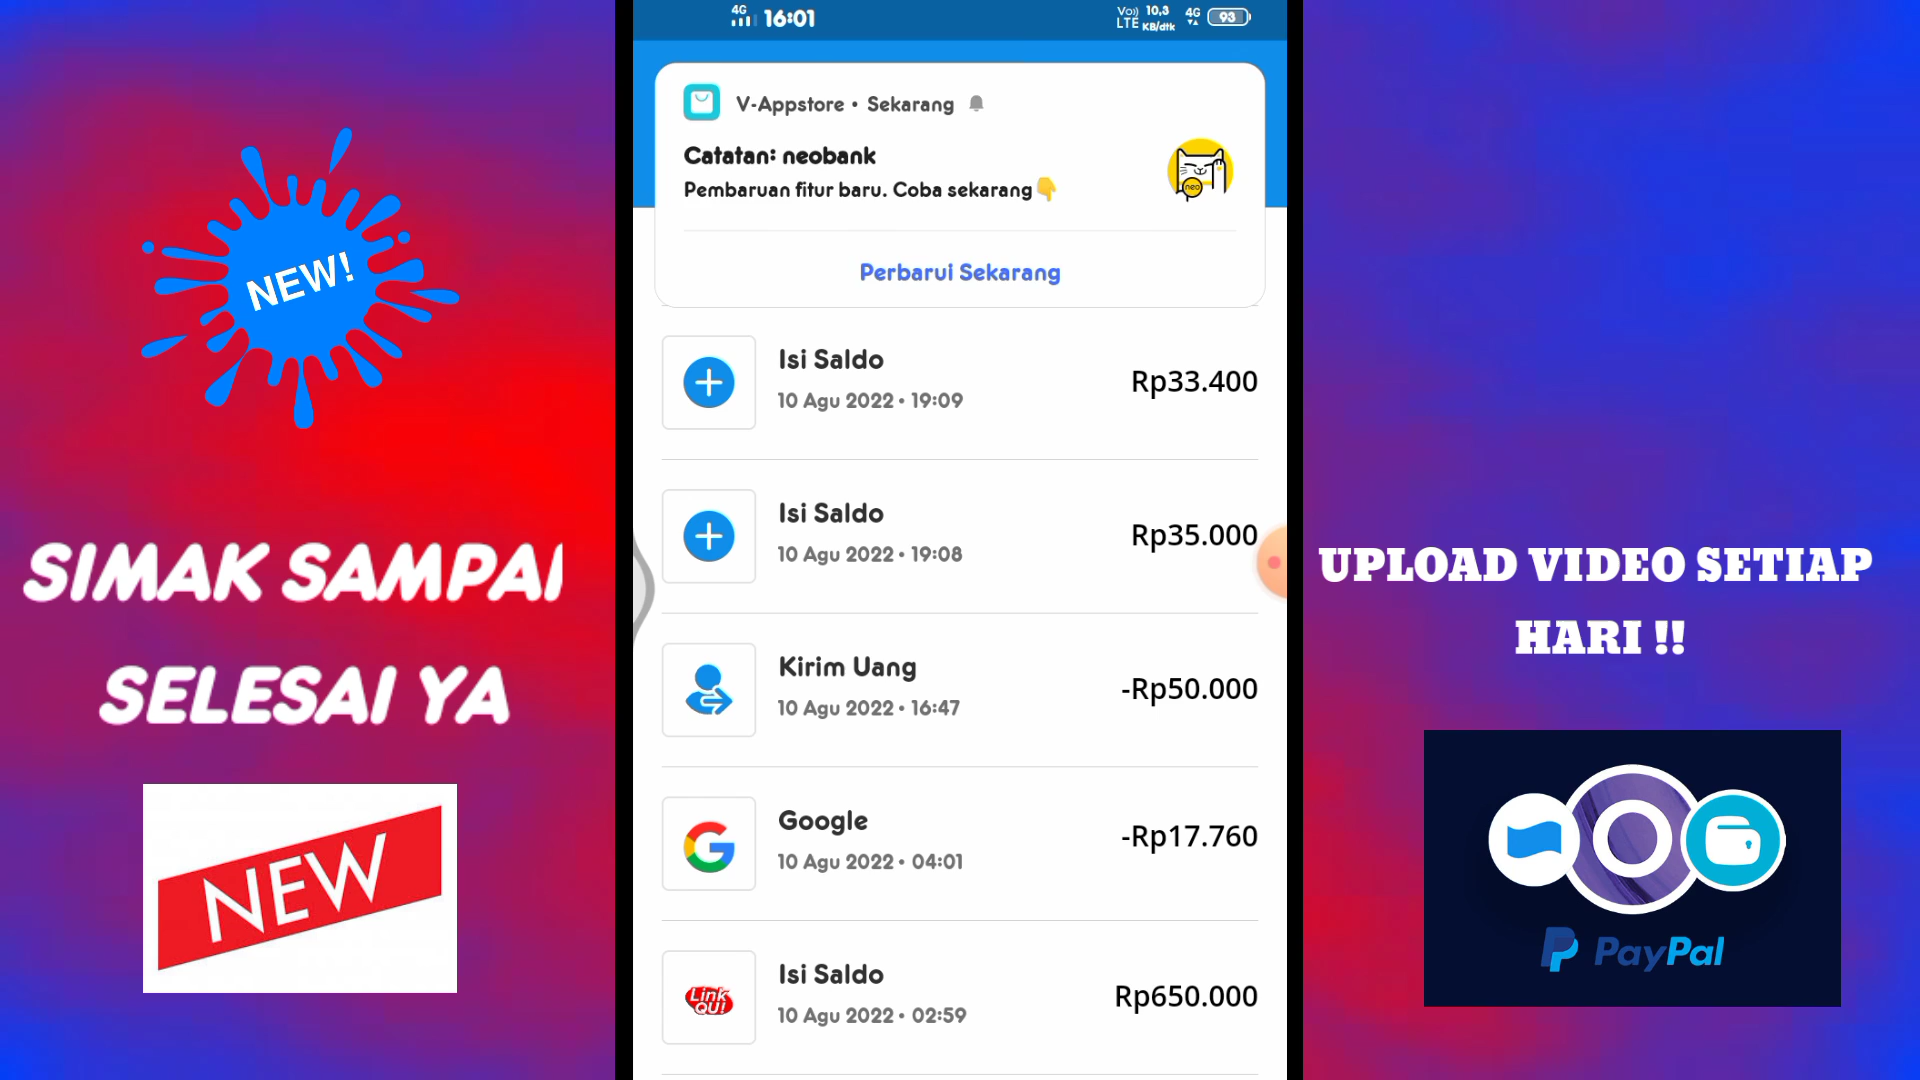 4G
16:01
Vo)) LTE
10,3 KB/dtk
4G
93
V-Appstore • Sekarang
Catatan: neobank
Pembaruan fitur baru. Coba sekarang👇
neo
Perbarui Sekarang
Isi Saldo
10 Agu 2022 • 19:09
Rp33.400
Isi Saldo
10 Agu 2022 • 19:08
Rp35.000
Kirim Uang
10 Agu 2022 • 16:47
-Rp50.000
Google
10 Agu 2022 • 04:01
-Rp17.760
Link QU!
Isi Saldo
10 Agu 2022 • 02:59
Rp650.000
NEW!
SIMAK SAMPAI
SELESAI YA
NEW
UPLOAD VIDEO SETIAP
HARI !!
PayPal